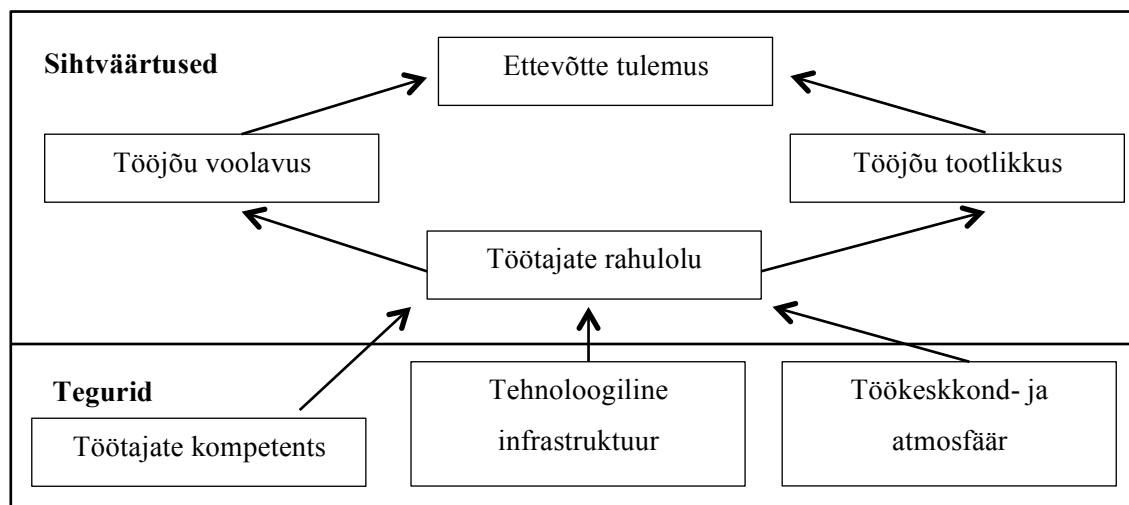 Sihtväärtused
Ettevõtte tulemus
Tööjõu voolavus
Tööjõu tootlikkus
Töötajate rahulolu
Tegurid
Töötajate kompetents
Tehnoloogiline
infrastruktuur
Töökeskkond- ja
atmosfäär